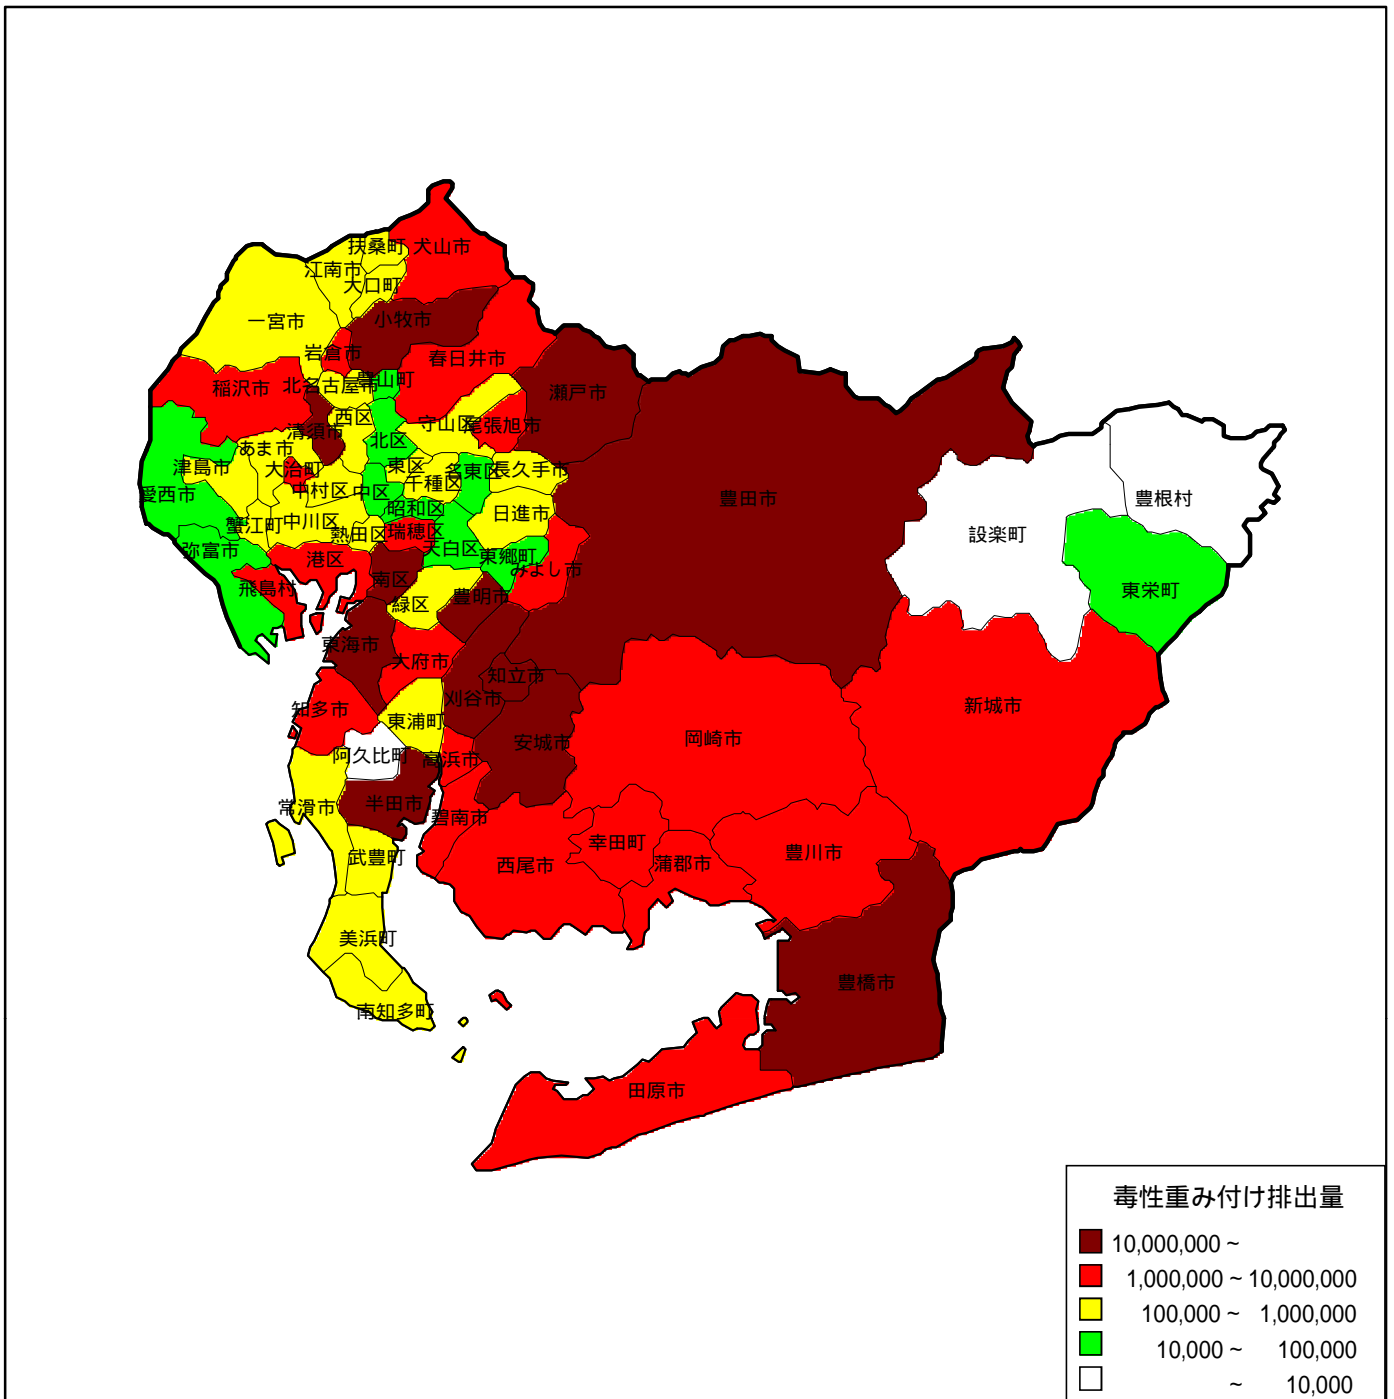 扶桑町
犬山市
江南市
大口町
一宮市
小牧市
岩倉市
春日井市
稲沢市
北名古屋市
豊山町
瀬戸市
西区
守山区
尾張旭市
清須市
北区
あま市
東区
津島市
大治町
名東区
長久手市
千種区
中村区
中区
愛西市
豊田市
豊根村
昭和区
日進市
蟹江町
中川区
熱田区
瑞穂区
設楽町
弥富市
港区
天白区
東郷町
みよし市
飛島村
南区
緑区
豊明市
東栄町
東海市
大府市
知立市
知多市
刈谷市
新城市
東浦町
岡崎市
安城市
阿久比町
高浜市
常滑市
半田市
碧南市
幸田町
武豊町
西尾市
蒲郡市
豊川市
美浜町
豊橋市
南知多町
田原市
毒性重み付け排出量
10,000,000 ~
1,000,000 ~ 10,000,000
100,000 ~ 1,000,000
10,000 ~ 100,000
~ 10,000